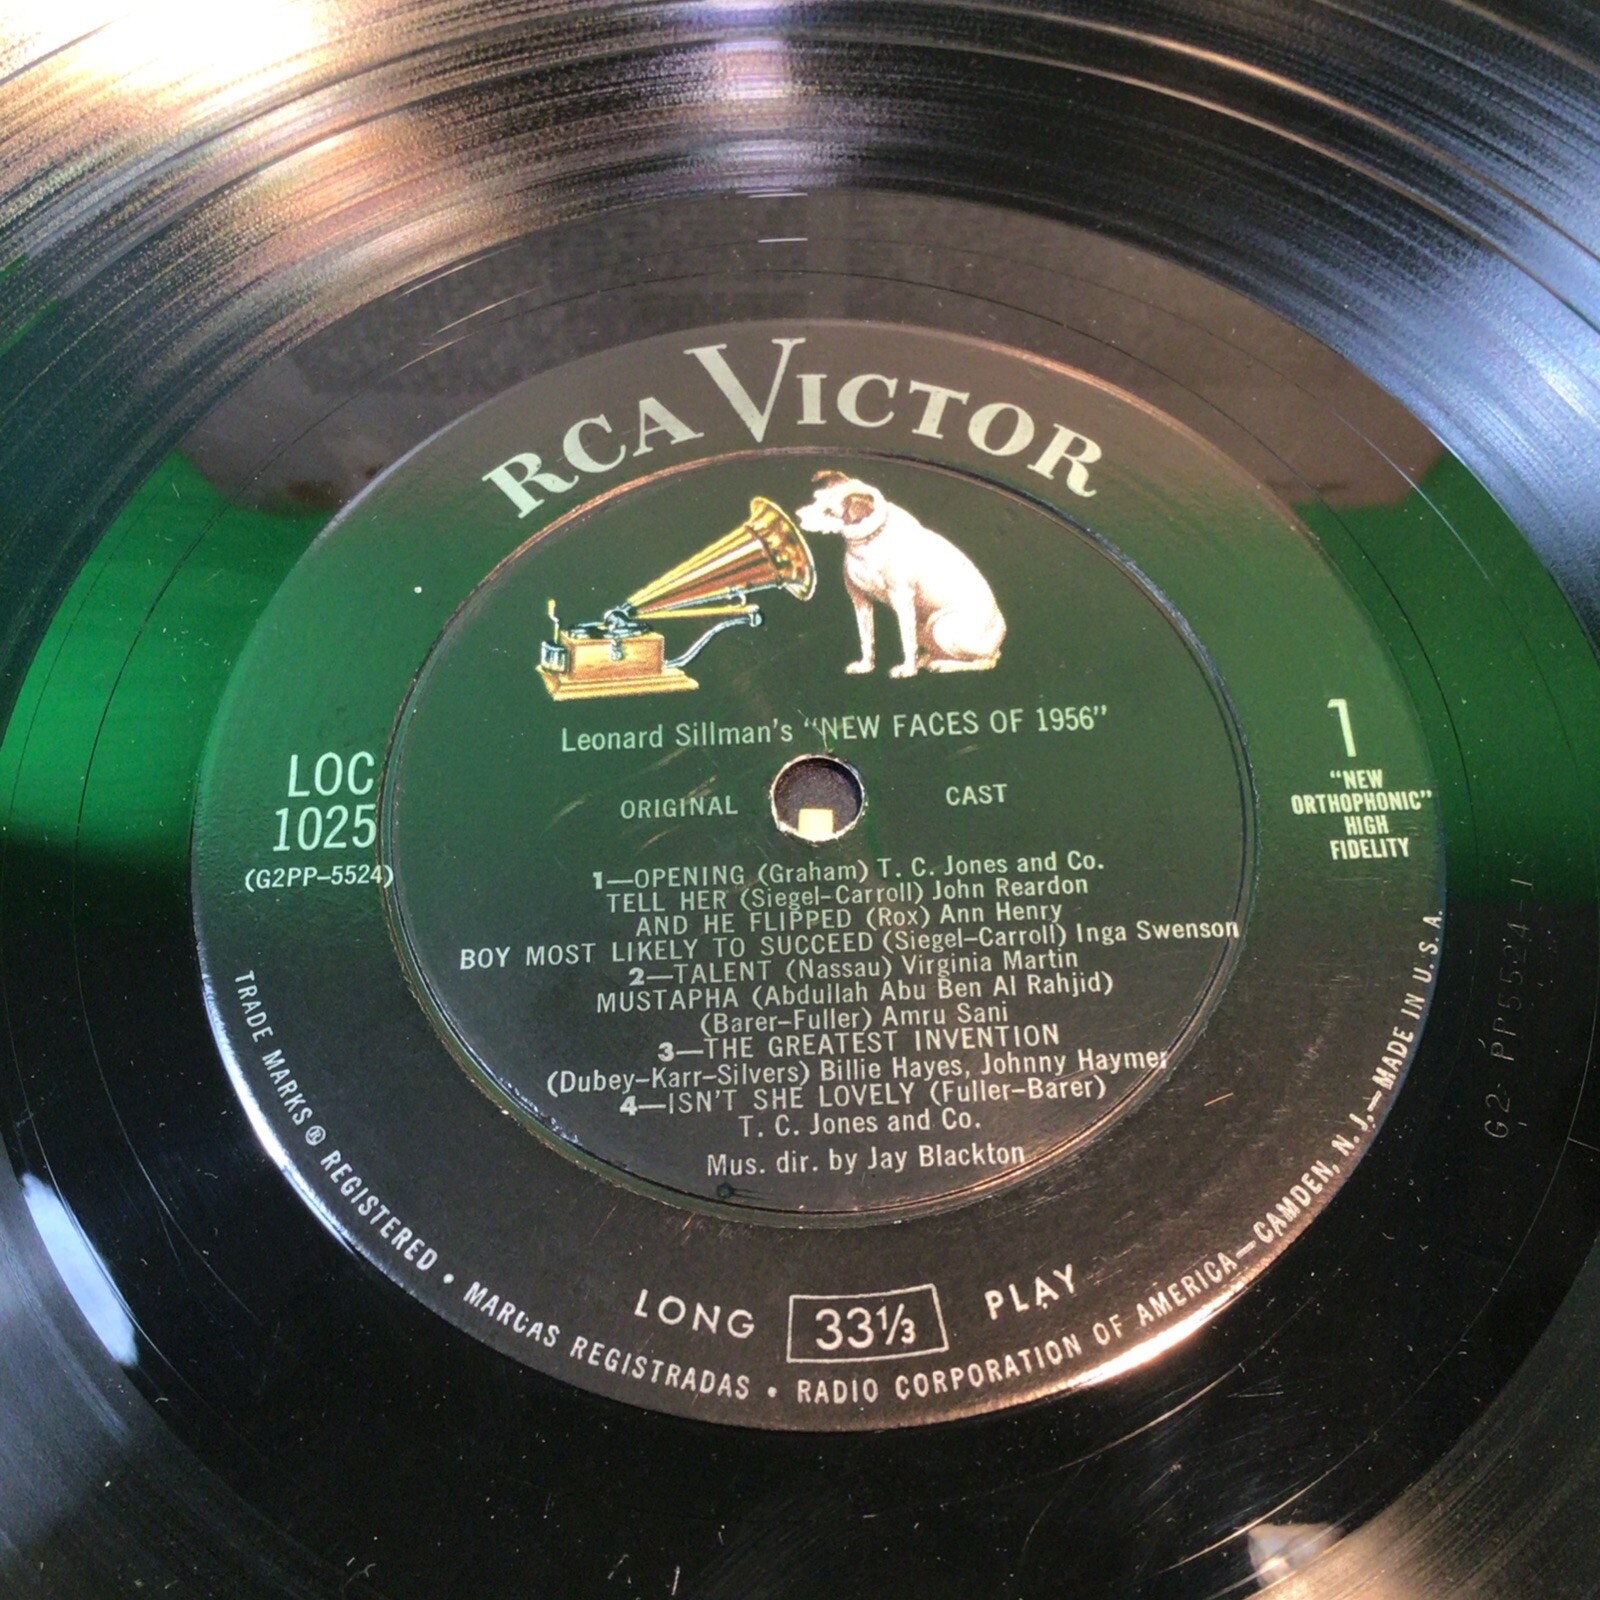 RCA VICTOR
Leonard Sillman's "NEW FACES OF 1956"
LOC
1025
(G2PP-5524)
ORIGINAL CAST
1
"NEW
ORTHOPHONIC"
HIGH
FIDELITY
1—OPENING (Graham) T. C. Jones and Co.
TELL HER (Siegel-Carroll) John Reardon
AND HE FLIPPED (Rox) Ann Henry
BOY MOST LIKELY TO SUCCEED (Siegel-Carroll) Inga Swenson
2—TALENT (Nassau) Virginia Martin
MUSTAPHA (Abdullah Abu Ben Al Rahjid)
(Barer-Fuller) Amru Sani
3—THE GREATEST INVENTION
(Dubey-Karr-Silvers) Billie Hayes, Johnny Haymer
4—ISN'T SHE LOVELY (Fuller-Barer)
T. C. Jones and Co.
Mus. dir. by Jay Blackton
LONG 33⅓ PLAY
TRADE MARKS ® REGISTERED • MARCAS REGISTRADAS • RADIO CORPORATION OF AMERICA—CAMDEN, N. J.—MADE IN U. S. A.